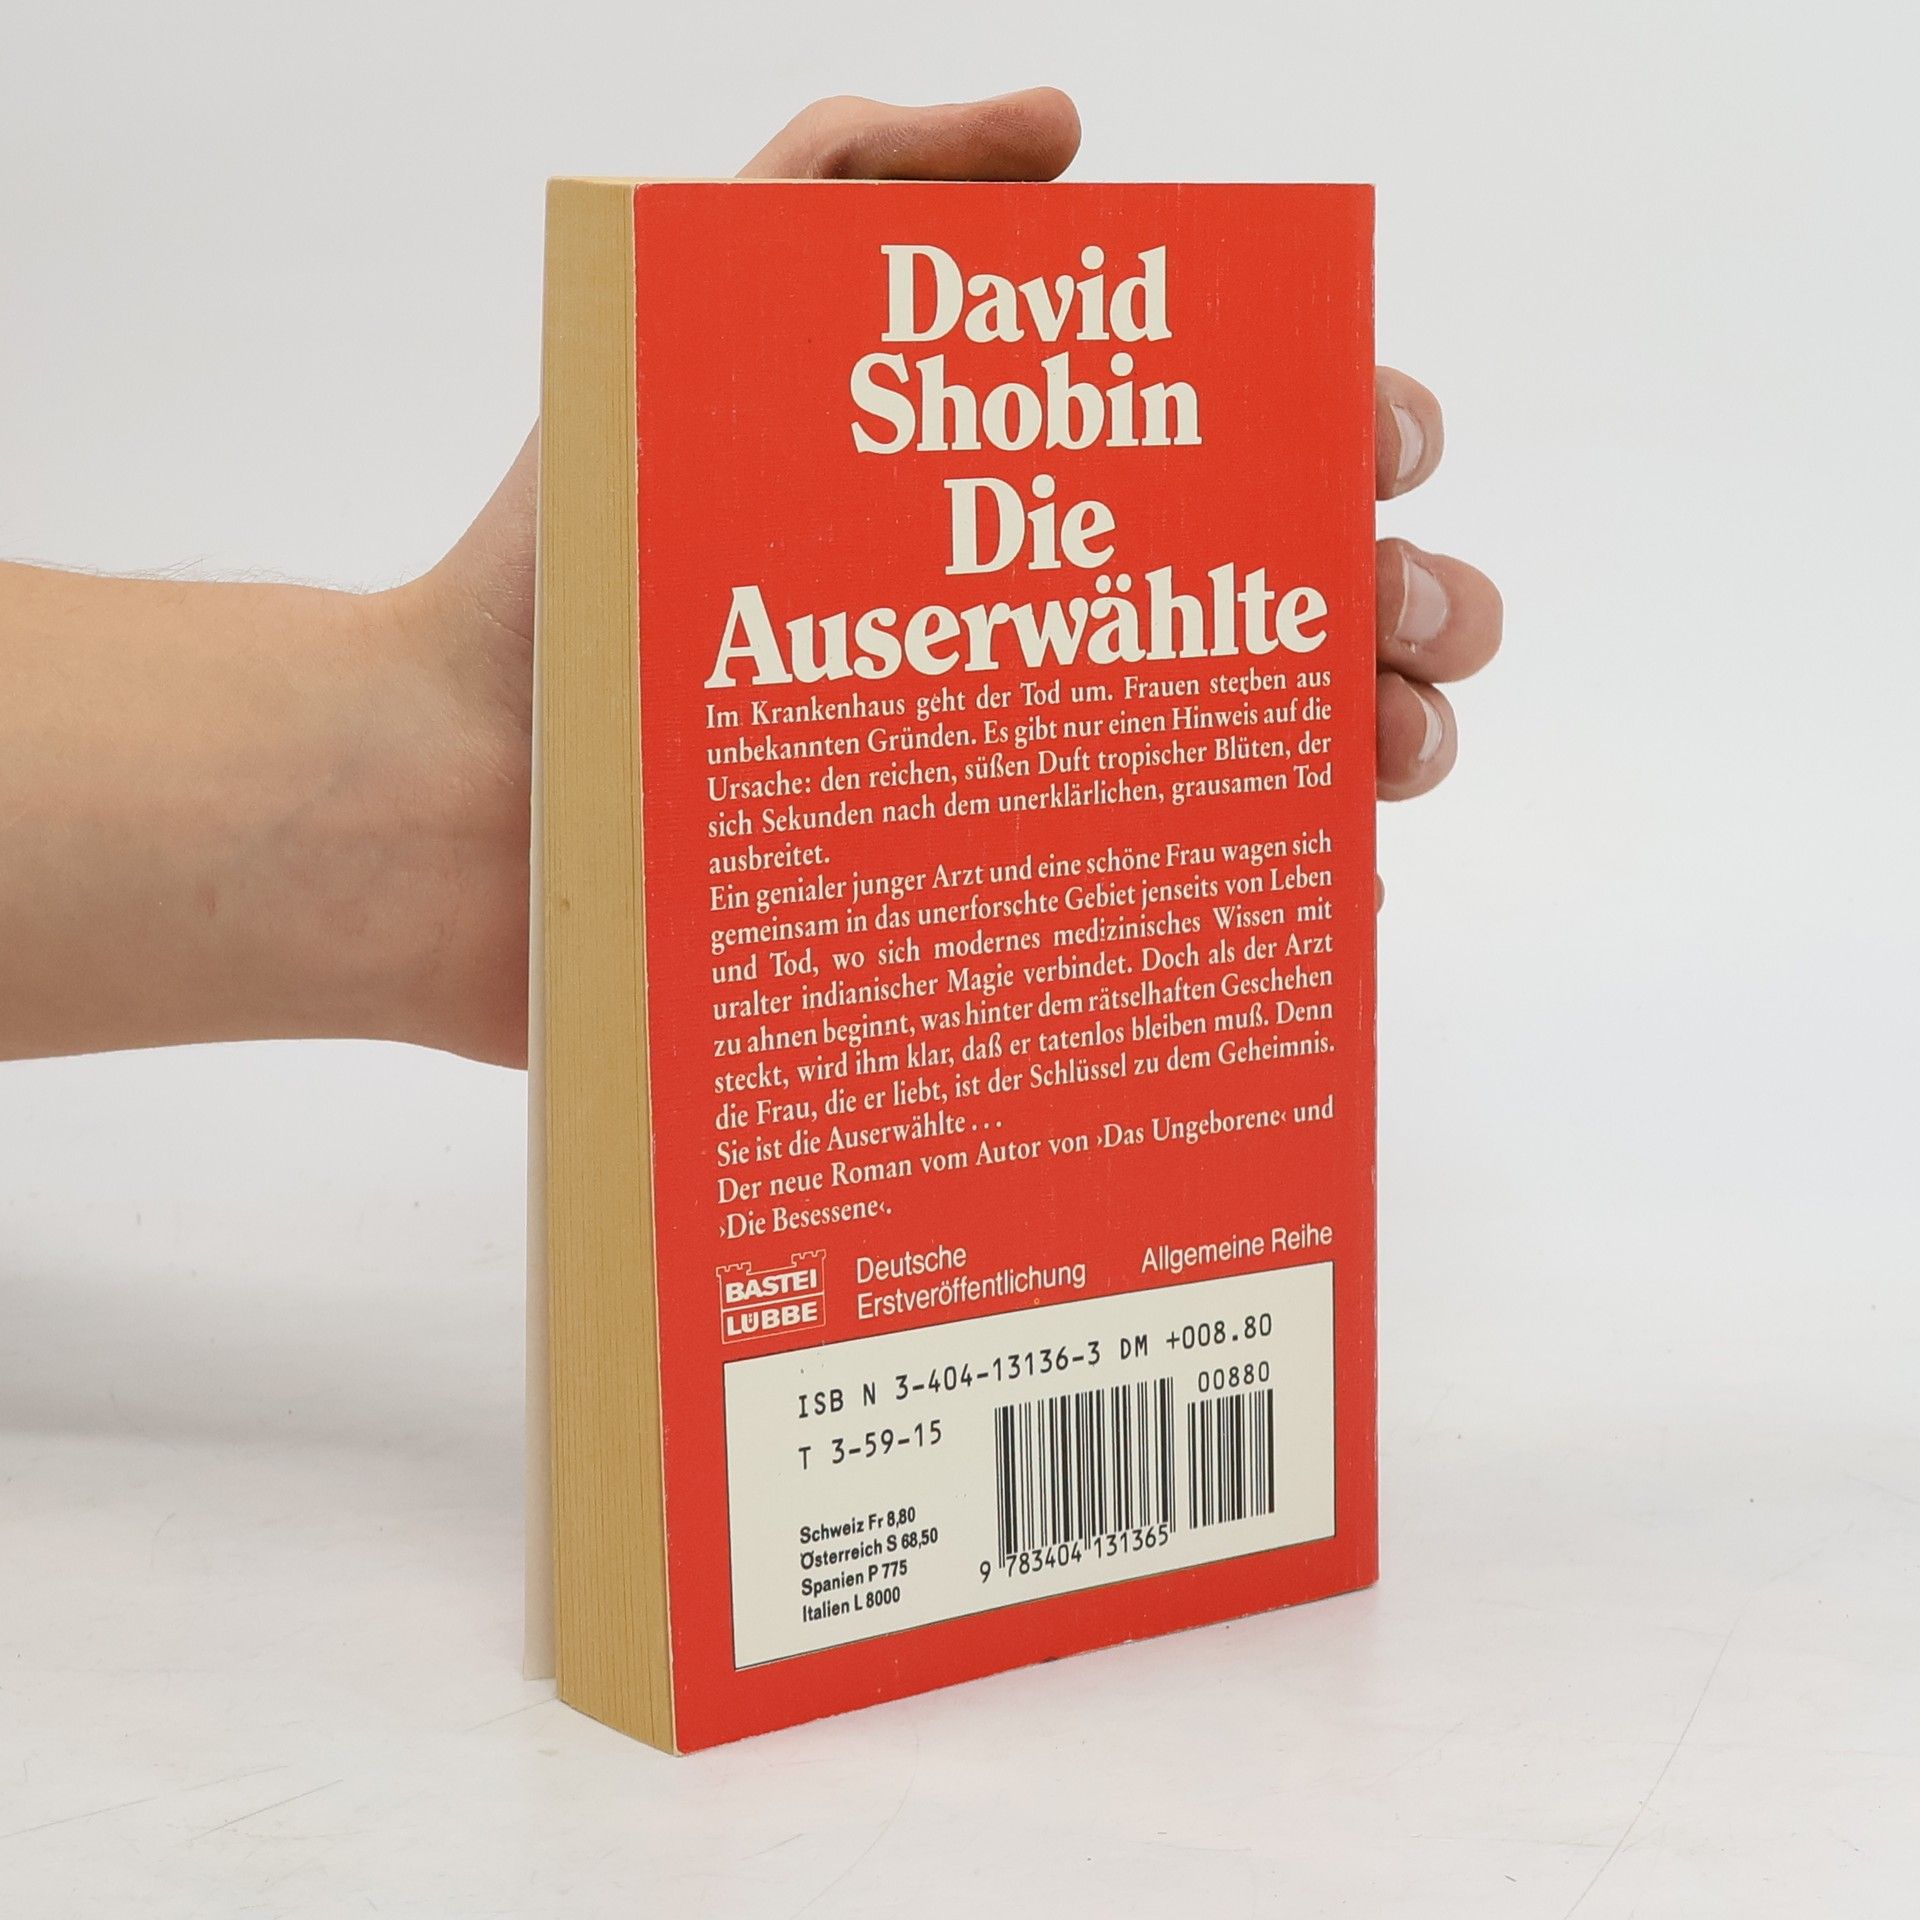 David
Shobin
Die
Auserwählte
Im Krankenhaus geht der Tod um. Frauen sterben aus
unbekannten Gründen. Es gibt nur einen Hinweis auf die
Ursache: den reichen, süßen Duft tropischer Blüten, der
sich Sekunden nach dem unerklärlichen, grausamen Tod
ausbreitet.
Ein genialer junger Arzt und eine schöne Frau wagen sich
gemeinsam in das unerforschte Gebiet jenseits von Leben
und Tod, wo sich modernes medizinisches Wissen mit
uralter indianischer Magie verbindet. Doch als der Arzt
zu ahnen beginnt, was hinter dem rätselhaften Geschehen
steckt, wird ihm klar, daß er tatenlos bleiben muß. Denn
die Frau, die er liebt, ist der Schlüssel zu dem Geheimnis.
Sie ist die Auserwählte . . .
Der neue Roman vom Autor von ›Das Ungeborene‹ und
›Die Besessene‹.
BASTEI
LÜBBE
Deutsche
Erstveröffentlichung
Allgemeine Reihe
ISB N 3-404-13136-3 DM +008.80
00880
T 3-59-15
Schweiz Fr 8,80
Österreich S 68,50
Spanien P 775
Italien L 8000
9 783404 131365